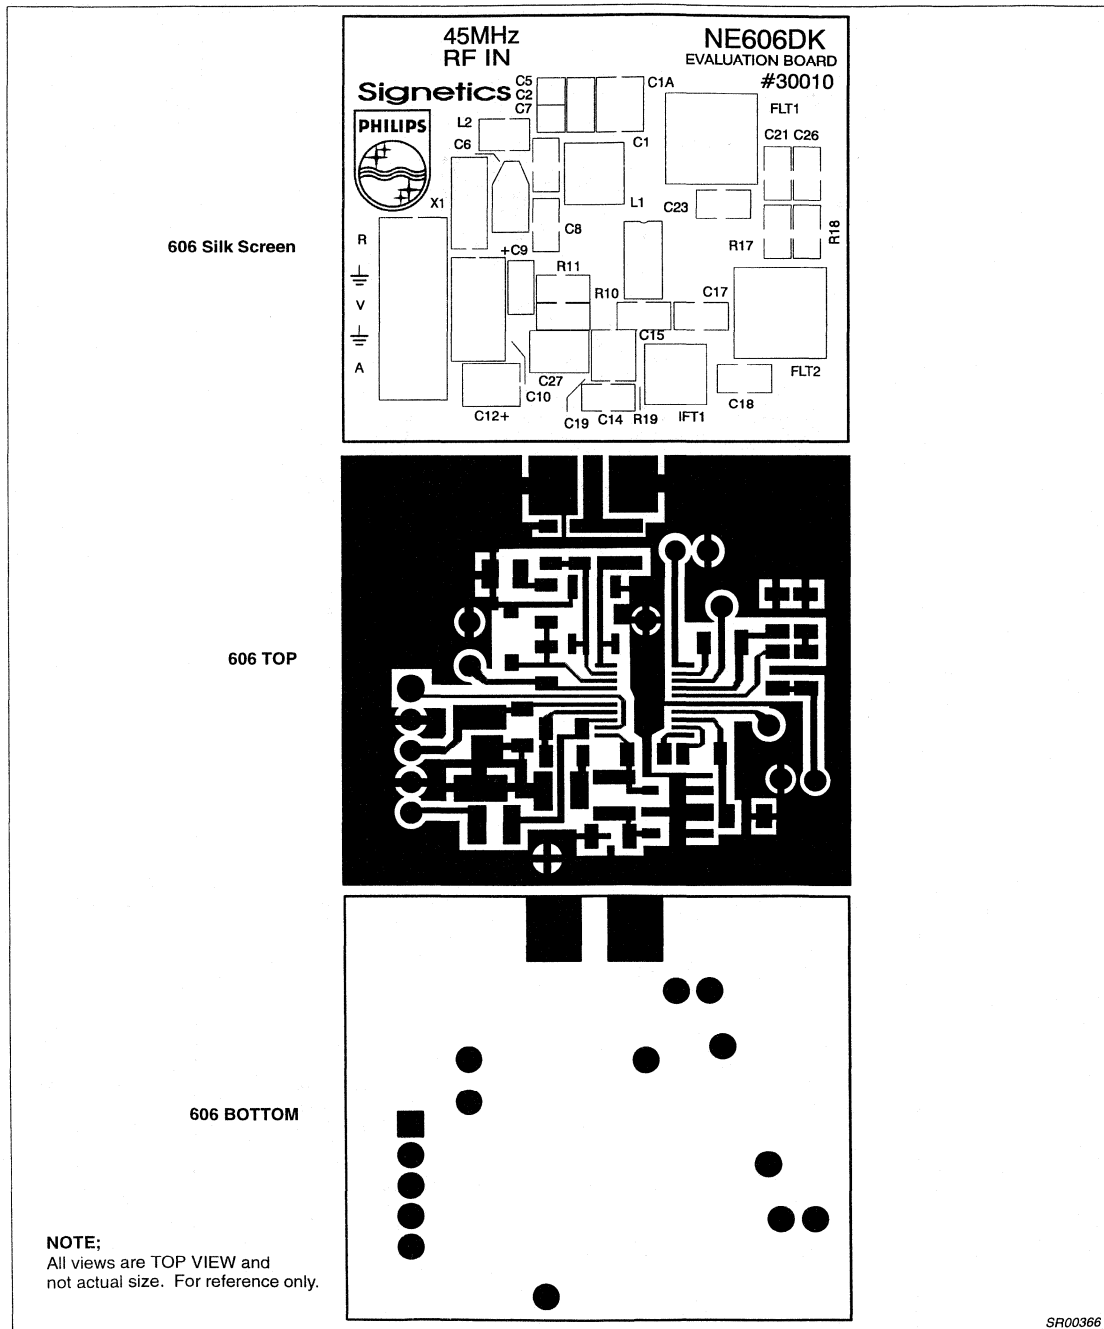 45MHz
RF IN
NE606DK
EVALUATION BOARD
#30010
Signetics
PHILIPS
C5
C2
C7
C1A
FLT1
L2
C6
C1
C21 C26
X1
L1
C23
C8
R17
R18
606 Silk Screen
R
+C9
R11
R10
C17
V
C15
A
C27
C10
FLT2
C12+
C19
C14
R19
IFT1
C18
606 TOP
606 BOTTOM
NOTE;
All views are TOP VIEW and
not actual size. For reference only.
SR00366